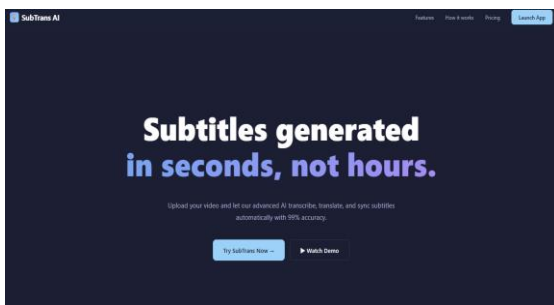 SubTrans AI
Features
How it works
Pricing
Launch App
Subtitles generated
in seconds, not hours.
Upload your video and let our advanced AI transcribe, translate, and sync subtitles
automatically with 99% accuracy.
Try SubTrans Now →
▶ Watch Demo